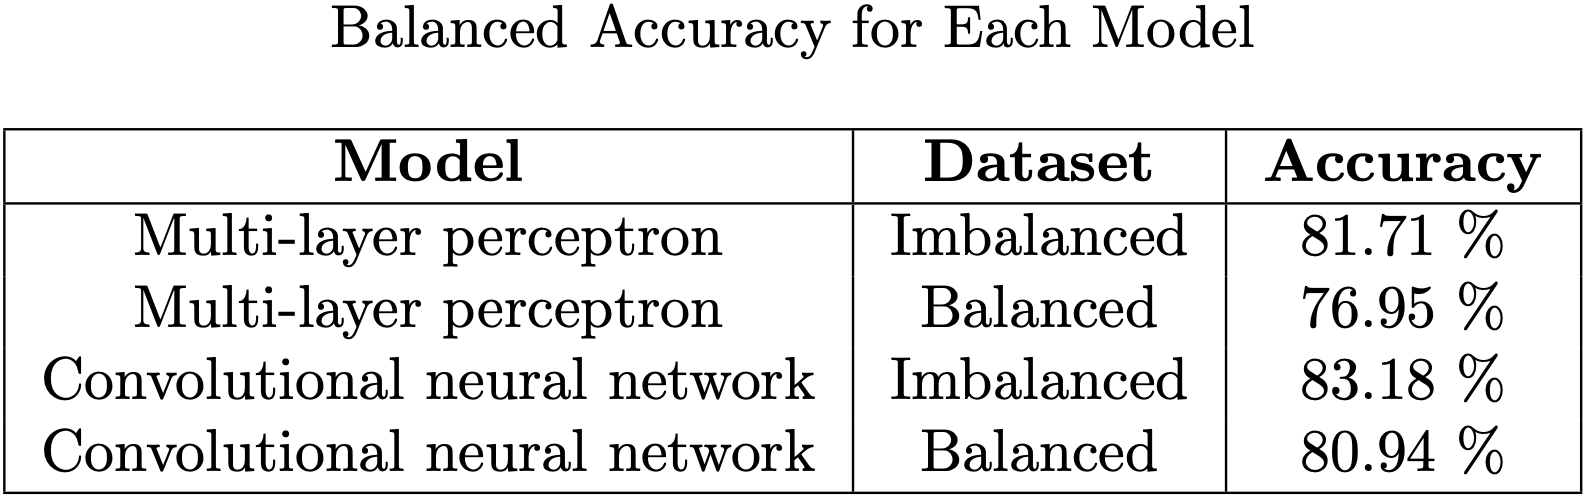 Balanced Accuracy for Each Model
Model Dataset Accuracy
Multi-layer perceptron Imbalanced 81.71 %
Multi-layer perceptron Balanced 76.95 %
Convolutional neural network Imbalanced 83.18 %
Convolutional neural network Balanced 80.94 %